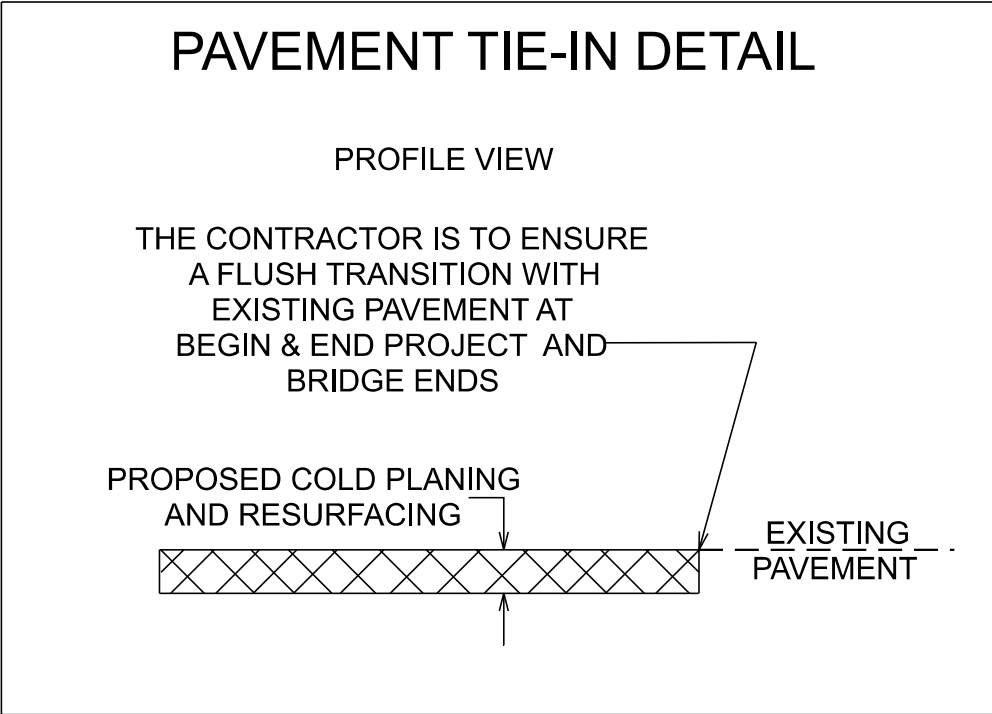 PAVEMENT TIE-IN DETAIL
PROFILE VIEW
THE CONTRACTOR IS TO ENSURE
A FLUSH TRANSITION WITH
EXISTING PAVEMENT AT
BEGIN & END PROJECT AND
BRIDGE ENDS
PROPOSED COLD PLANING
AND RESURFACING
EXISTING
PAVEMENT